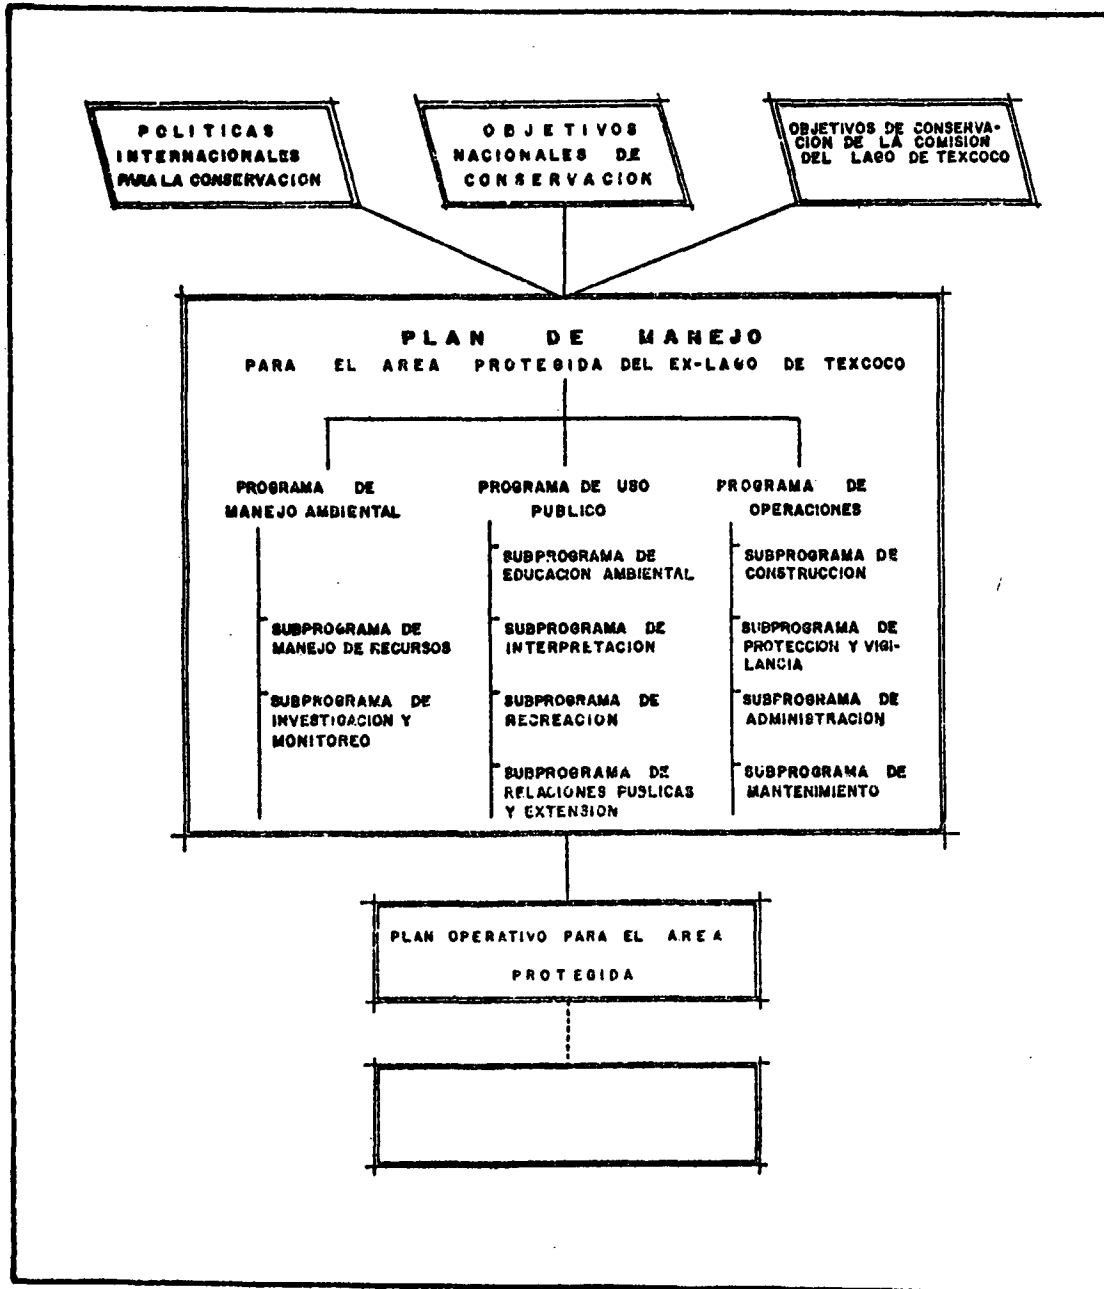 POLITICAS
INTERNACIONALES
PARA LA CONSERVACION
OBJETIVOS
NACIONALES DE
CONSERVACION
OBJETIVOS DE CONSERVA-
CION DE LA COMISION
DEL LAGO DE TEXCOCO
PLAN DE MANEJO
PARA EL AREA PROTEGIDA DEL EX-LAGO DE TEXCOCO
PROGRAMA DE
MANEJO AMBIENTAL
SUBPROGRAMA DE
MANEJO DE RECURSOS
SUBPROGRAMA DE
INVESTIGACION Y
MONITOREO
PROGRAMA DE USO
PUBLICO
SUBPROGRAMA DE
EDUCACION AMBIENTAL
SUBPROGRAMA DE
INTERPRETACION
SUBPROGRAMA DE
RECREACION
SUBPROGRAMA DE
RELACIONES PUBLICAS
Y EXTENSION
PROGRAMA DE
OPERACIONES
SUBPROGRAMA DE
CONSTRUCCION
SUBPROGRAMA DE
PROTECCION Y VIGI-
LANCIA
SUBPROGRAMA DE
ADMINISTRACION
SUBPROGRAMA DE
MANTENIMIENTO
PLAN OPERATIVO PARA EL AREA
PROTEGIDA